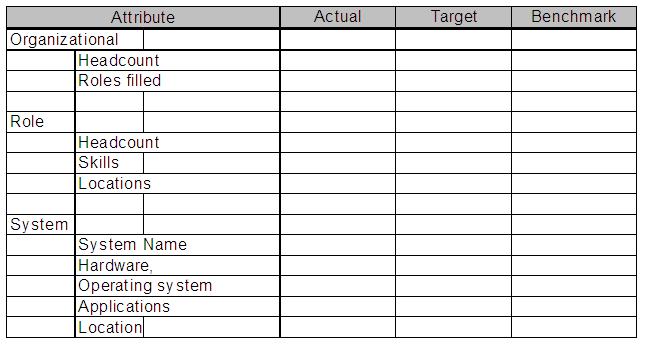 Attribute Actual Target Benchmark
Organizational
Headcount
Roles filled
Role
Headcount
Skills
Locations
System
System Name
Hardware,
Operating system
Applications
Location